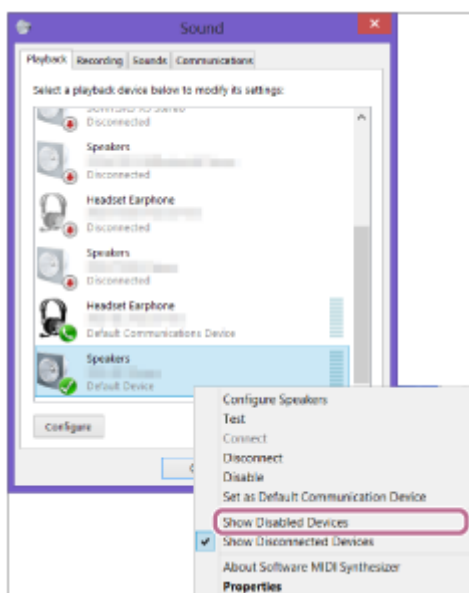 Sound
Playback Recording Sounds Communications
Select a playback device below to modify its settings:
Disconnected
Speakers
Disconnected
Headset Earphone
Disconnected
Speakers
Disconnected
Headset Earphone
Default Communications Device
Speakers
Default Device
Configure
Configure Speakers
Test
Connect
Disconnect
Disable
Set as Default Communication Device
Show Disabled Devices
Show Disconnected Devices
About Software MIDI Synthesizer
Properties